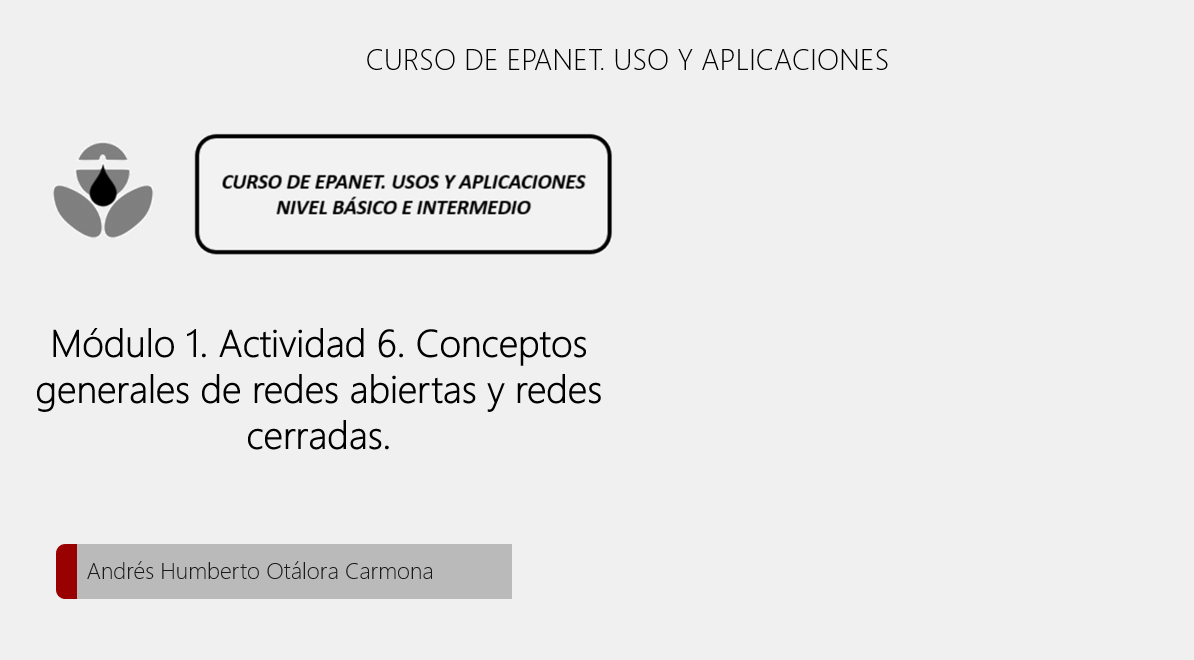 CURSO DE EPANET. USO Y APLICACIONES
CURSO DE EPANET. USOS Y APLICACIONES
NIVEL BÁSICO E INTERMEDIO
Módulo 1. Actividad 6. Conceptos
generales de redes abiertas y redes
cerradas.
Andrés Humberto Otálora Carmona